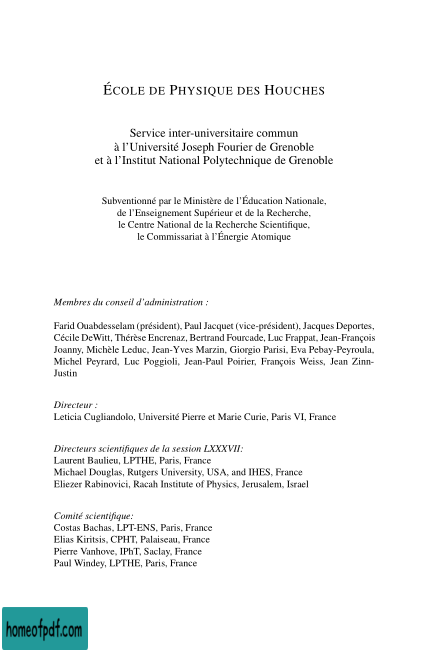 ÉCOLE DE PHYSIQUE DES HOUCHES
Service inter-universitaire commun
à l'Université Joseph Fourier de Grenoble
et à l'Institut National Polytechnique de Grenoble
Subventionné par le Ministère de l'Éducation Nationale,
de l'Enseignement Supérieur et de la Recherche,
le Centre National de la Recherche Scientifique,
le Commissariat à l'Énergie Atomique
Membres du conseil d'administration :
Farid Ouabdesselam (président), Paul Jacquet (vice-président), Jacques Deportes,
Cécile DeWitt, Thérèse Encrenaz, Bertrand Fourcade, Luc Frappat, Jean-François
Joanny, Michèle Leduc, Jean-Yves Marzin, Giorgio Parisi, Eva Pebay-Peyroula,
Michel Peyrard, Luc Poggioli, Jean-Paul Poirier, François Weiss, Jean Zinn-
Justin
Directeur :
Leticia Cugliandolo, Université Pierre et Marie Curie, Paris VI, France
Directeurs scientifiques de la session LXXXVII:
Laurent Baulieu, LPTHE, Paris, France
Michael Douglas, Rutgers University, USA, and IHES, France
Eliezer Rabinovici, Racah Institute of Physics, Jerusalem, Israel
Comité scientifique:
Costas Bachas, LPT-ENS, Paris, France
Elias Kiritsis, CPHT, Palaiseau, France
Pierre Vanhove, IPhT, Saclay, France
Paul Windey, LPTHE, Paris, France
homeofpdf.com